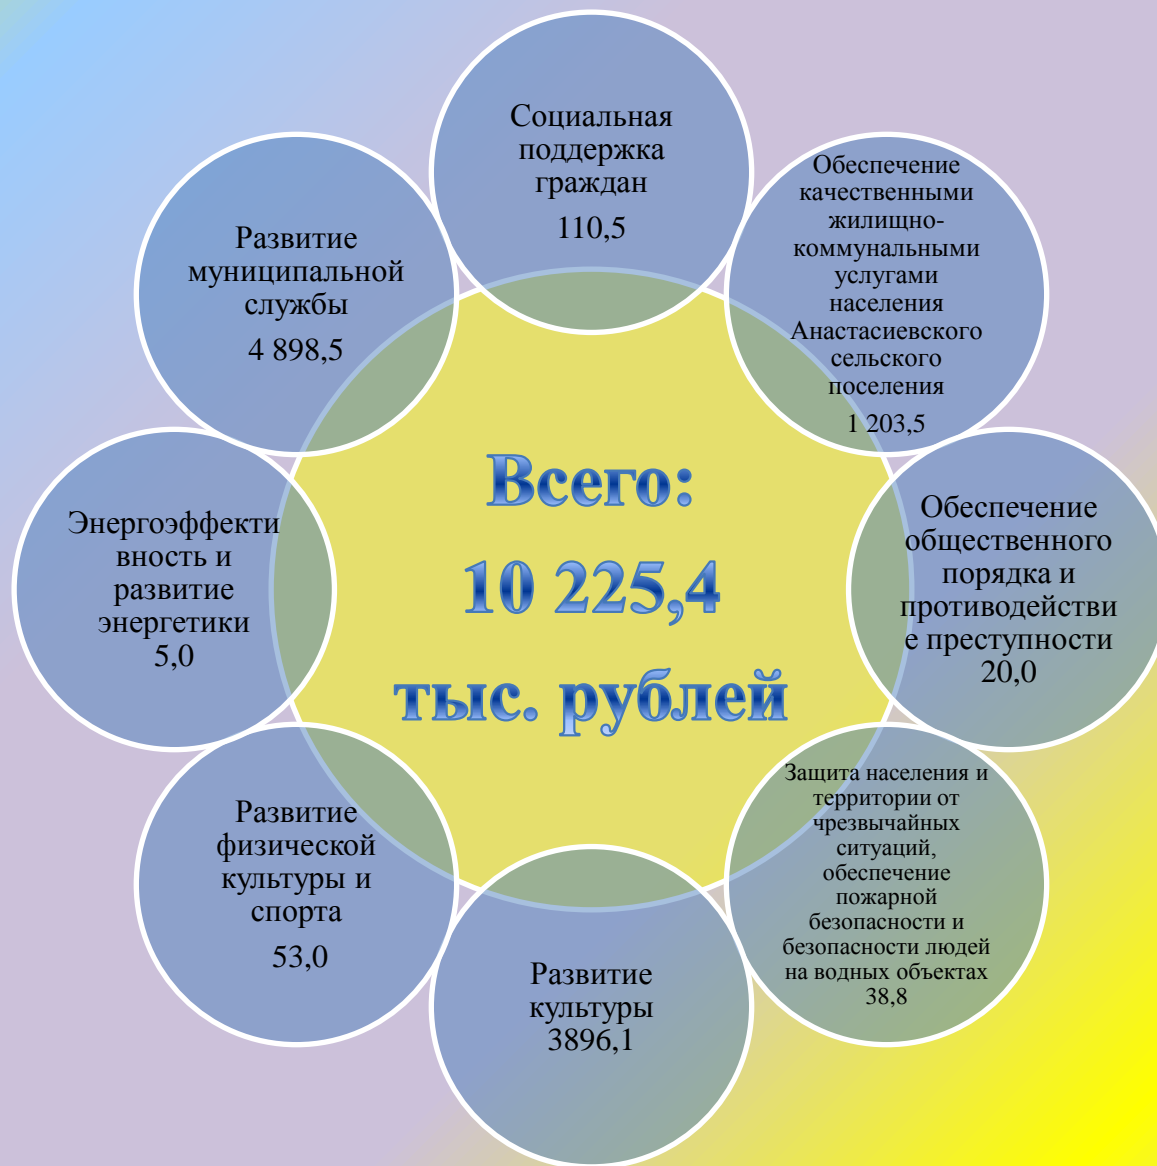 Социальная
поддержка
граждан
110,5
Обеспечение
качественными
жилищно-
коммунальными
услугами
населения
Анастасиевского
сельского
поселения
1 203,5
Обеспечение
общественного
порядка и
противодействи
е преступности
20,0
Защита населения и
территории от
чрезвычайных
ситуаций,
обеспечение
пожарной
безопасности и
безопасности людей
на водных объектах
38,8
Развитие
культуры
3896,1
Развитие
физической
культуры и
спорта
53,0
Энергоэффекти
вность и
развитие
энергетики
5,0
Развитие
муниципальной
службы
4 898,5
Всего:
10 225,4
тыс. рублей